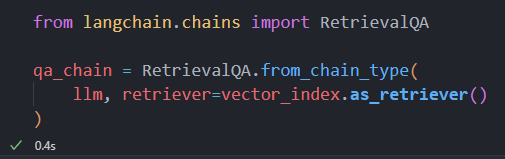 from langchain.chains import RetrievalQA
qa_chain = RetrievalQA.from_chain_type(
    llm, retriever=vector_index.as_retriever()
)
✓ 0.4s